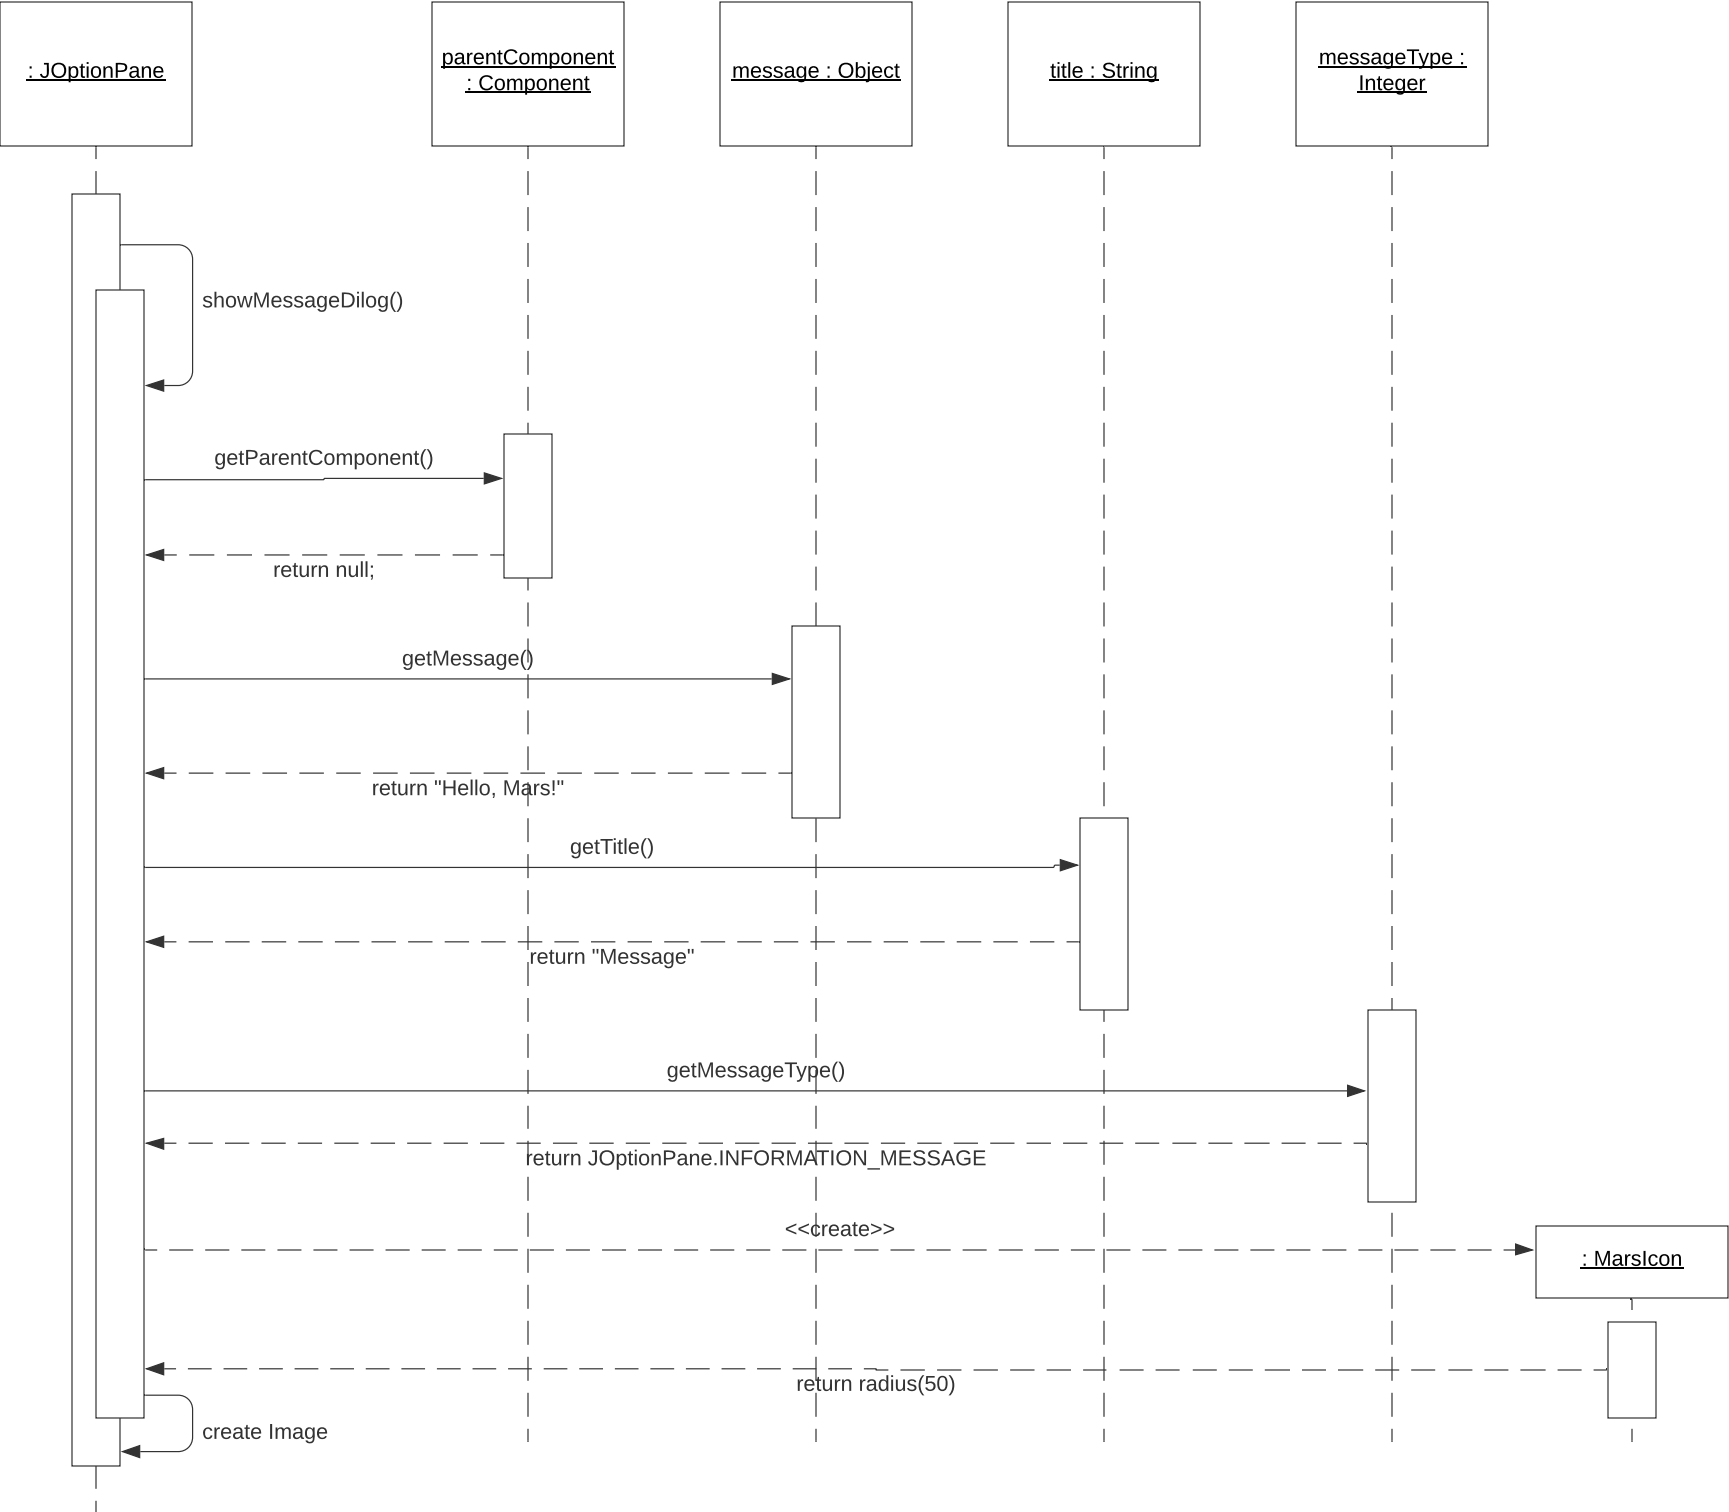 : JOptionPane
parentComponent
: Component
message : Object
title : String
messageType :
Integer
showMessageDilog()
getParentComponent()
return null;
getMessage()
return "Hello, Mars!"
getTitle()
return "Message"
getMessageType()
return JOptionPane.INFORMATION_MESSAGE
<<create>>
: MarsIcon
return radius(50)
create Image